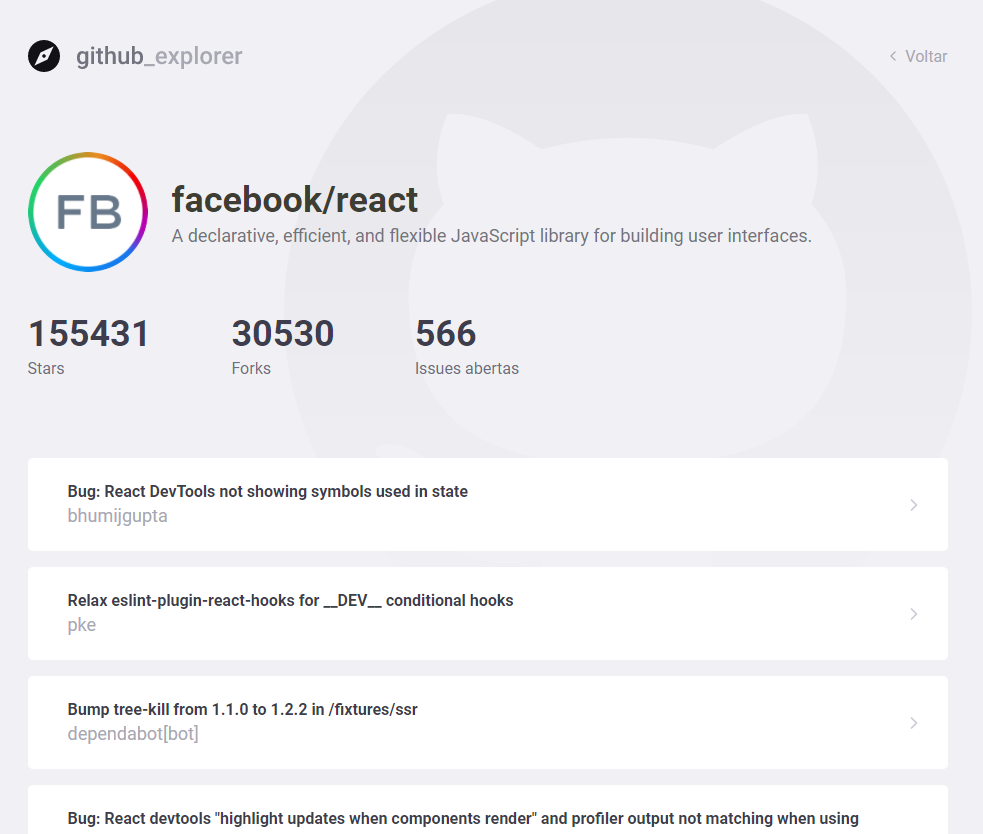 github_explorer
Voltar
FB
facebook/react
A declarative, efficient, and flexible JavaScript library for building user interfaces.
155431 30530 566
Stars Forks Issues abertas
Bug: React DevTools not showing symbols used in state
bhumijgupta
Relax eslint-plugin-react-hooks for __DEV__ conditional hooks
pke
Bump tree-kill from 1.1.0 to 1.2.2 in /fixtures/ssr
dependabot[bot]
Bug: React devtools "highlight updates when components render" and profiler output not matching when using